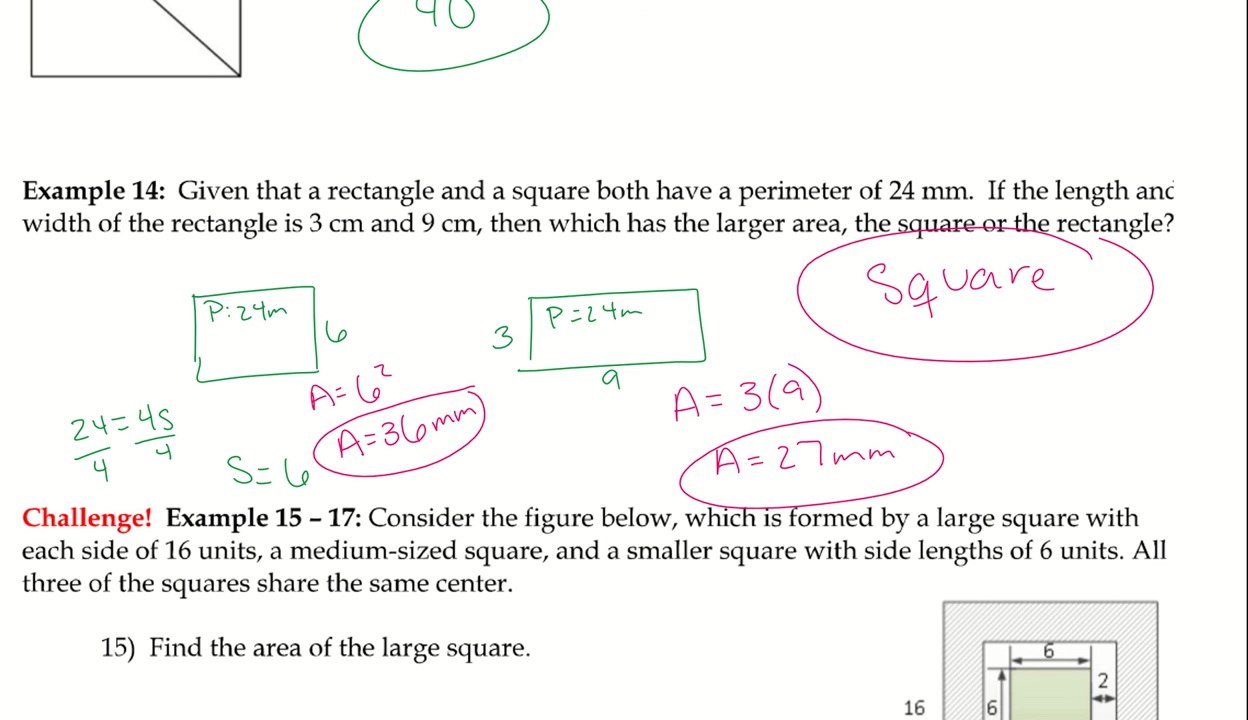 40
Example 14: Given that a rectangle and a square both have a perimeter of 24 mm. If the length and
width of the rectangle is 3 cm and 9 cm, then which has the larger area, the square or the rectangle?
Square
P:24m
6
3
P=24m
9
A=6²
A=36mm
A=3(9)
A=27mm
24=4s
4 4
S=6
Challenge! Example 15 – 17: Consider the figure below, which is formed by a large square with
each side of 16 units, a medium-sized square, and a smaller square with side lengths of 6 units. All
three of the squares share the same center.
15) Find the area of the large square.
6
2
16
6